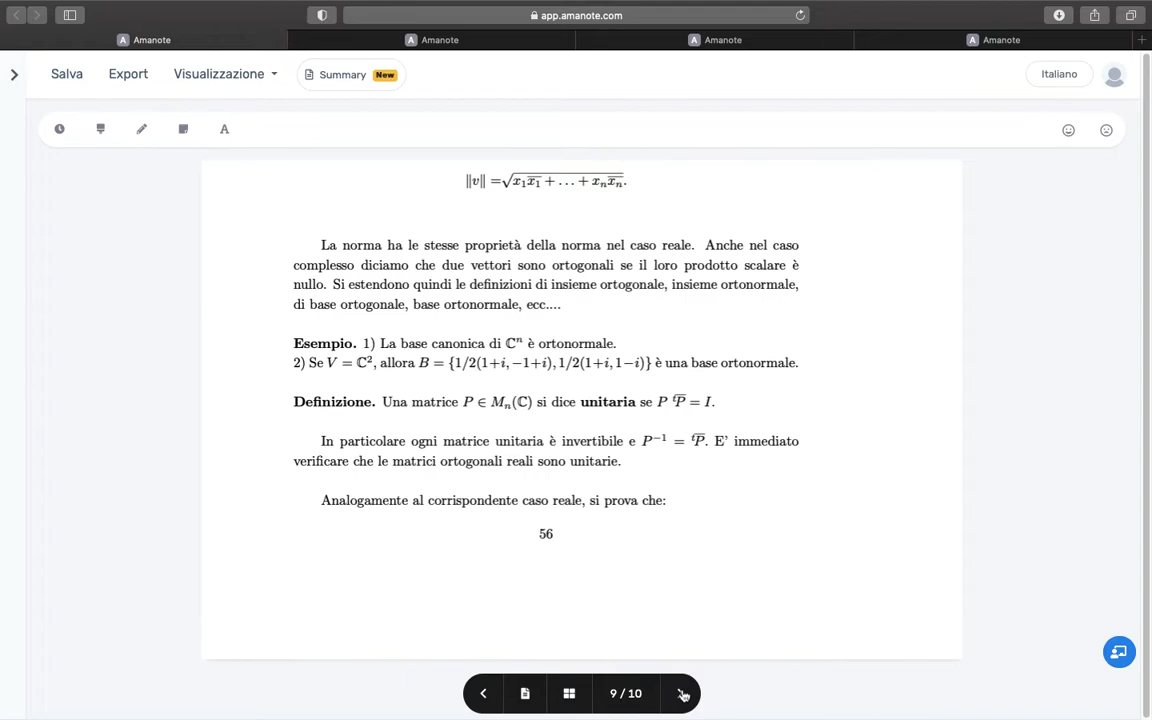 app.amanote.com
A Amanote
A Amanote
A Amanote
A Amanote
Salva Export Visualizzazione Summary New Italiano
A
‖v‖ = √x₁x̅₁ + … + xₙx̅ₙ.
La norma ha le stesse proprietà della norma nel caso reale. Anche nel caso
complesso diciamo che due vettori sono ortogonali se il loro prodotto scalare è
nullo. Si estendono quindi le definizioni di insieme ortogonale, insieme ortonormale,
di base ortogonale, base ortonormale, ecc....
Esempio. 1) La base canonica di ℂⁿ è ortonormale.
2) Se V = ℂ², allora B = {1/2(1+i, −1+i), 1/2(1+i, 1−i)} è una base ortonormale.
Definizione. Una matrice P ∈ Mₙ(ℂ) si dice unitaria se P ᵗP̅ = I.
In particolare ogni matrice unitaria è invertibile e P⁻¹ = ᵗP̅. E' immediato
verificare che le matrici ortogonali reali sono unitarie.
Analogamente al corrispondente caso reale, si prova che:
56
9 / 10